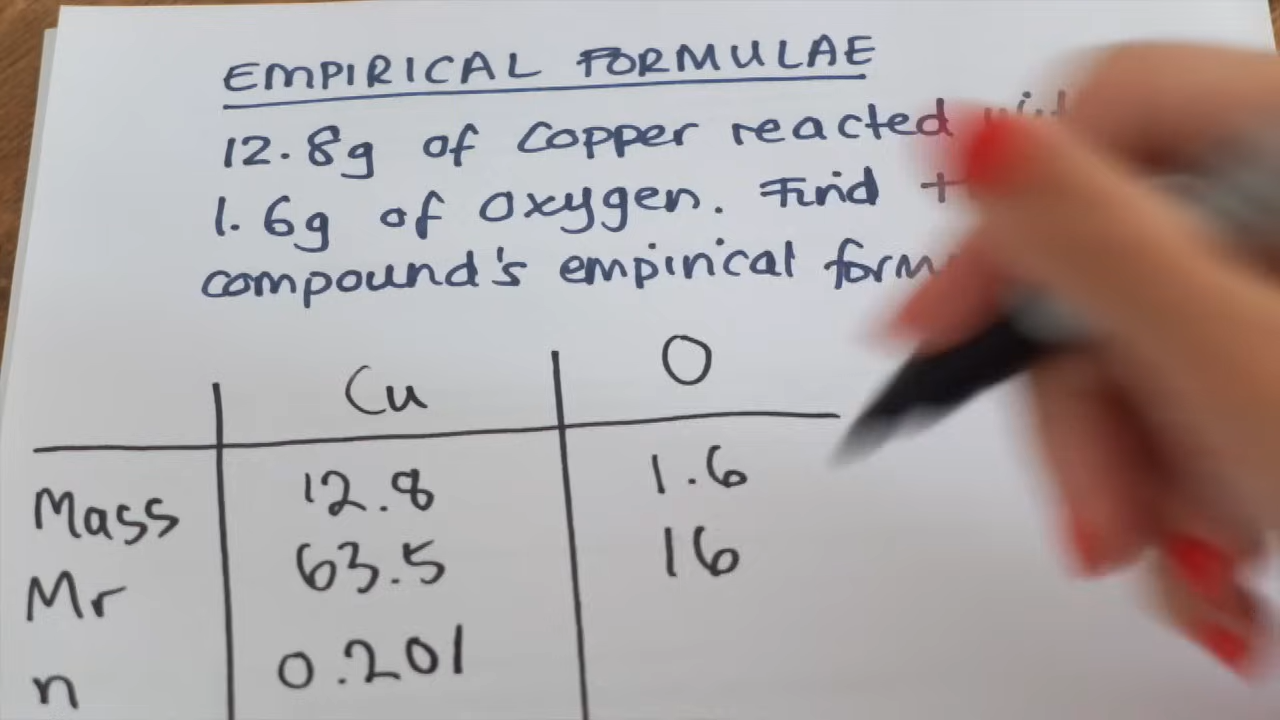 EMPIRICAL FORMULAE
12.8g of Copper reacted
1.6g of Oxygen. Find
compound's empirical
Cu O
Mass 12.8 1.6
Mr 63.5 16
n 0.201